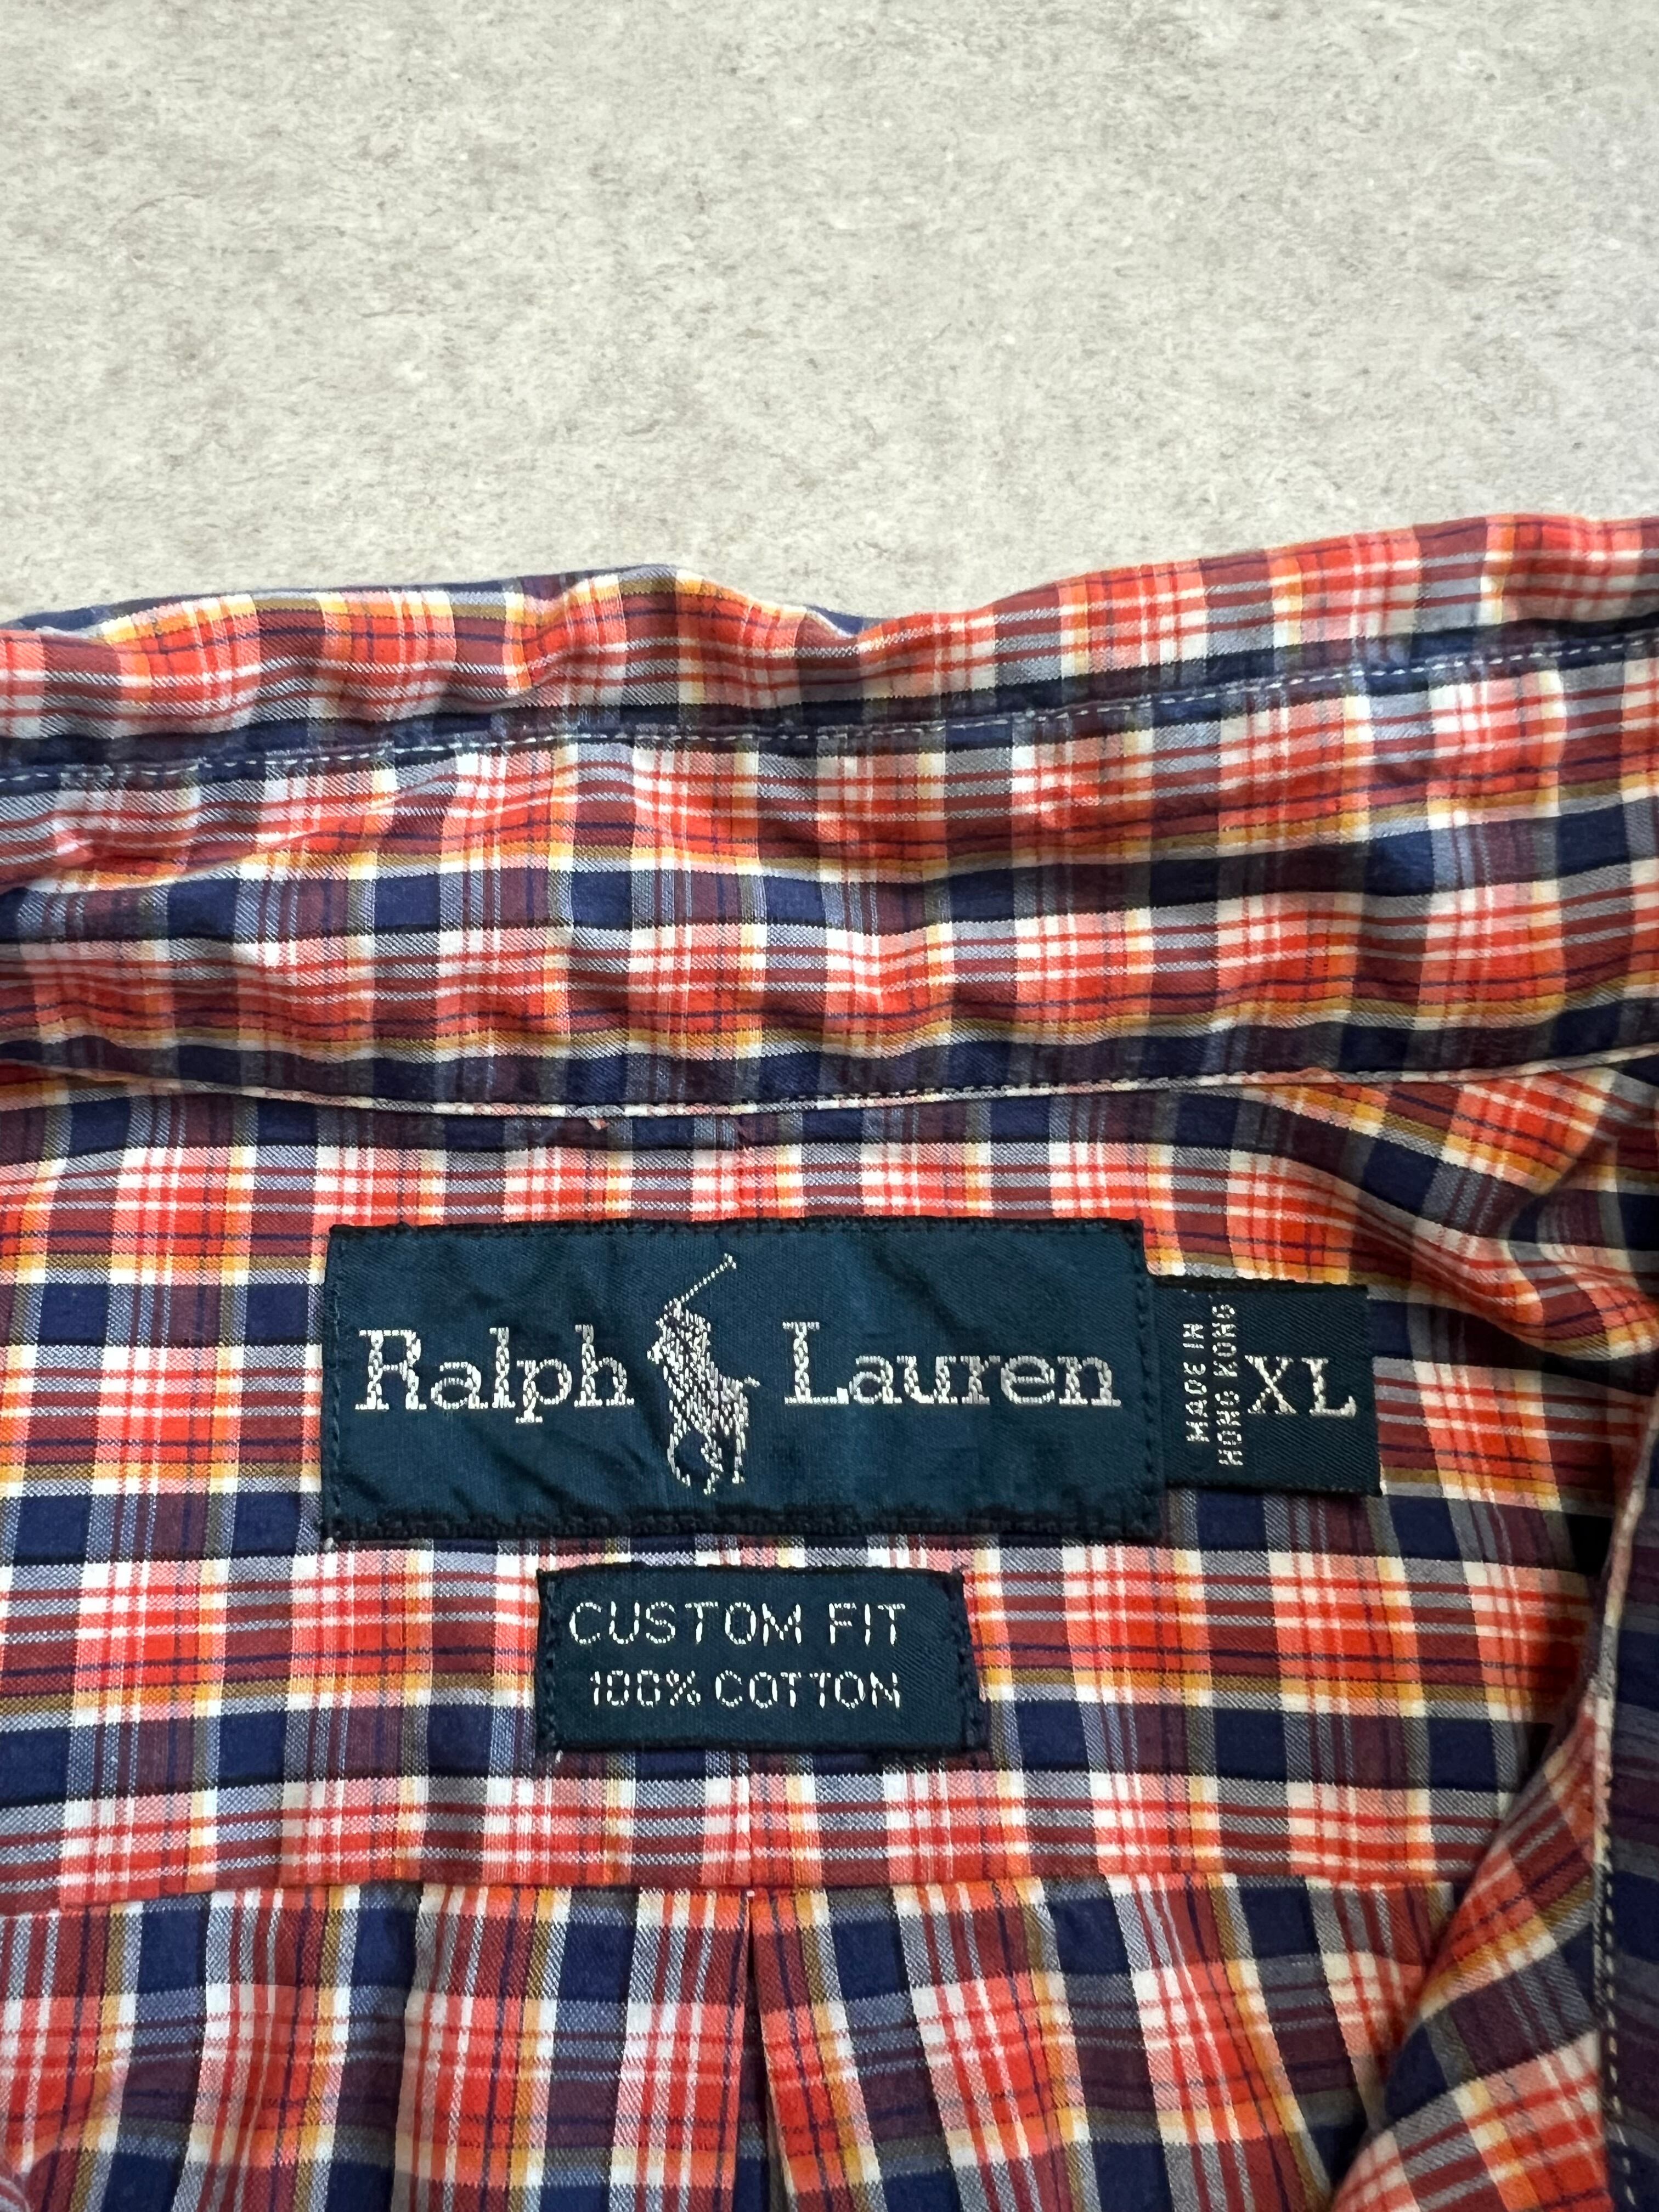 Ralph Lauren
MADE IN
HONG KONG
XL
CUSTOM FIT
100% COTTON